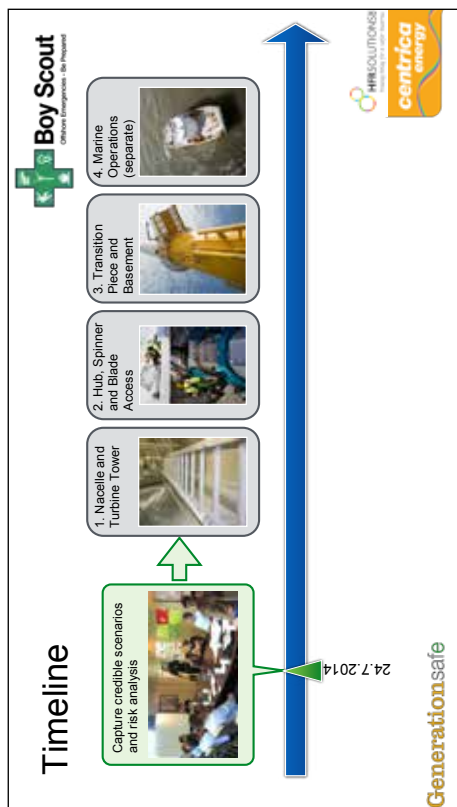 Timeline
Boy Scout
Offshore Emergencies - Be Prepared
Capture credible scenarios
and risk analysis
1. Nacelle and
Turbine Tower
2. Hub, Spinner
and Blade
Access
3. Transition
Piece and
Basement
4. Marine
Operations
(separate)
24.7.2014
Generationsafe
HFRSOLUTIONS
centrica
energy